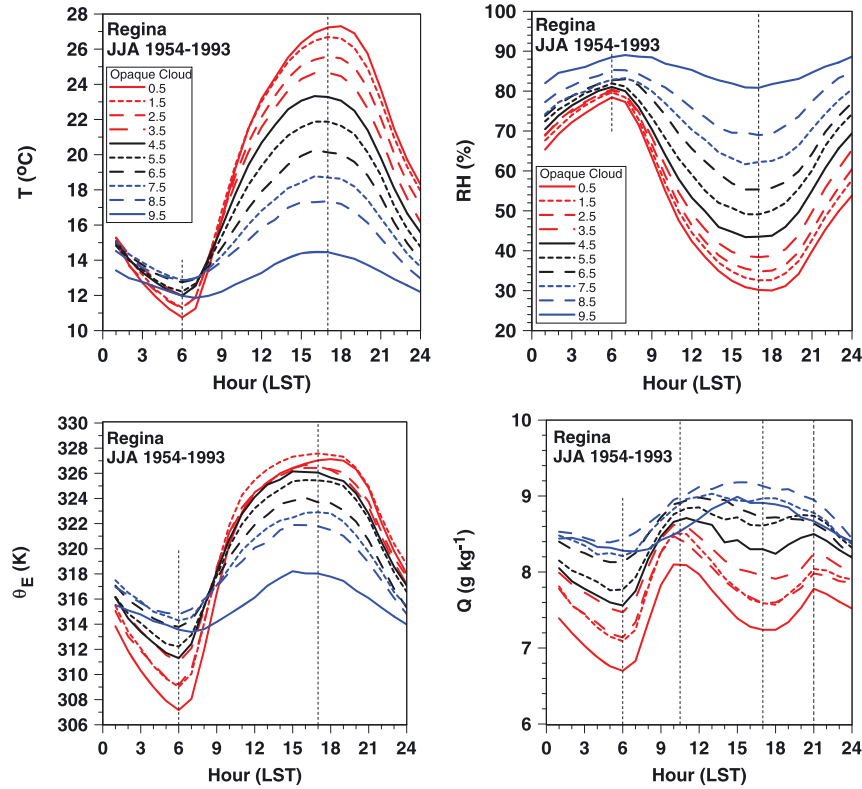 Regina
JJA 1954-1993
Opaque Cloud
0.5
1.5
2.5
3.5
4.5
5.5
6.5
7.5
8.5
9.5
T (ºC)
28
26
24
22
20
18
16
14
12
10
0 3 6 9 12 15 18 21 24
Hour (LST)
Regina
JJA 1954-1993
Opaque Cloud
0.5
1.5
2.5
3.5
4.5
5.5
6.5
7.5
8.5
9.5
RH (%)
100
90
80
70
60
50
40
30
20
0 3 6 9 12 15 18 21 24
Hour (LST)
Regina
JJA 1954-1993
θE (K)
330
328
326
324
322
320
318
316
314
312
310
308
306
0 3 6 9 12 15 18 21 24
Hour (LST)
Regina
JJA 1954-1993
Q (g kg-1)
10
9
8
7
6
0 3 6 9 12 15 18 21 24
Hour (LST)